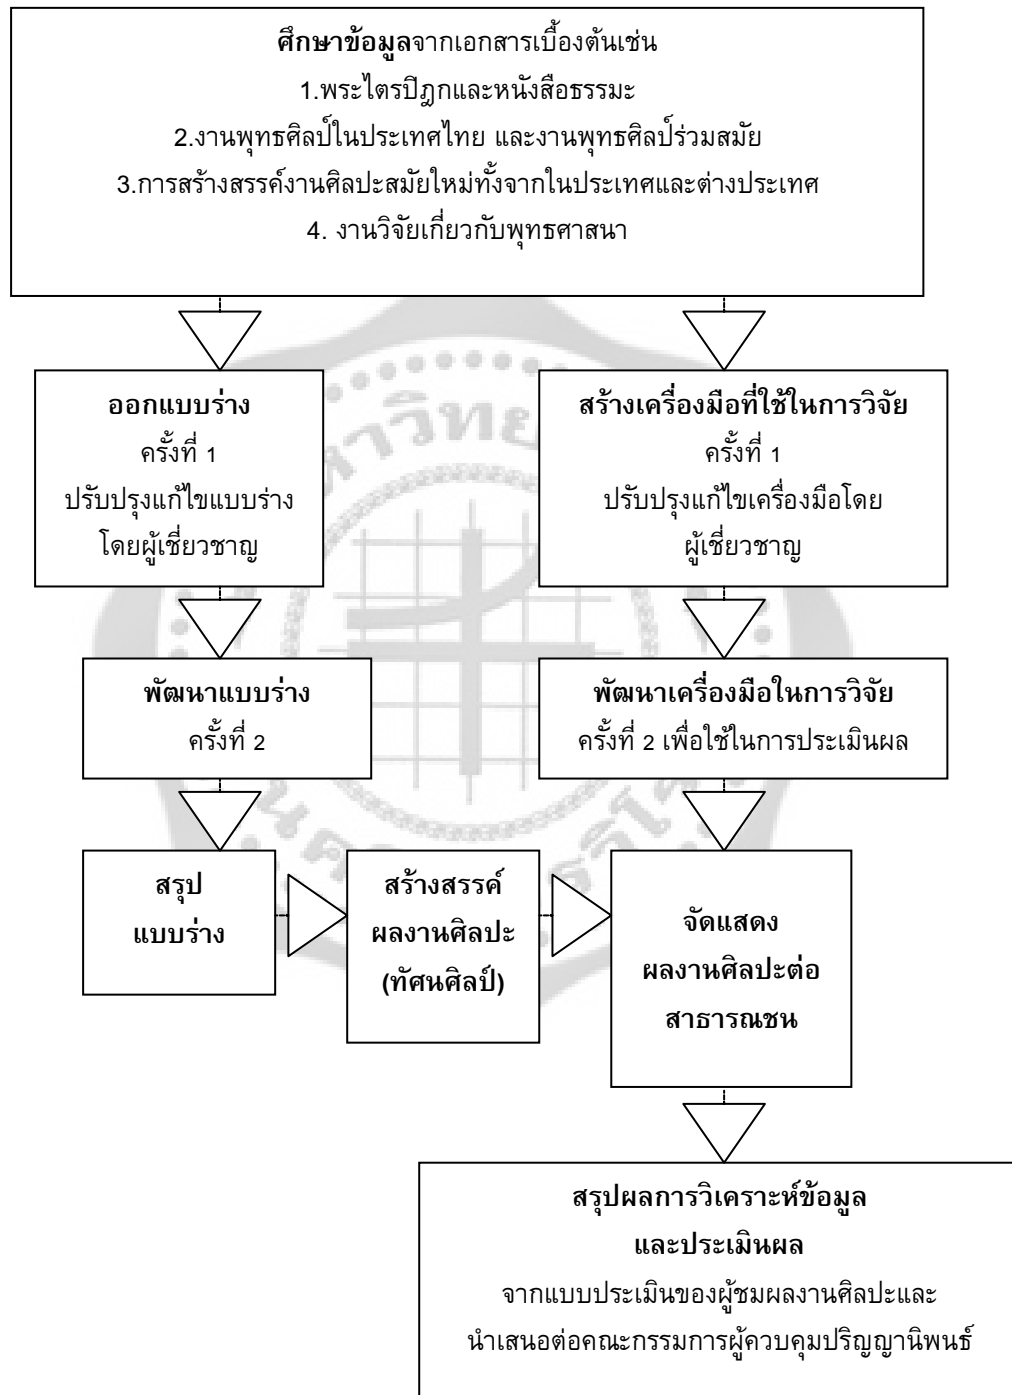 ศึกษาข้อมูลจากเอกสารเบื้องต้นเช่น
1.พระไตรปิฎกและหนังสือธรรมะ
2.งานพุทธศิลป์ในประเทศไทย และงานพุทธศิลป์ร่วมสมัย
3.การสร้างสรรค์งานศิลปะสมัยใหม่ทั้งจากในประเทศและต่างประเทศ
4. งานวิจัยเกี่ยวกับพุทธศาสนา
ออกแบบร่าง
ครั้งที่ 1
ปรับปรุงแก้ไขแบบร่าง
โดยผู้เชี่ยวชาญ
สร้างเครื่องมือที่ใช้ในการวิจัย
ครั้งที่ 1
ปรับปรุงแก้ไขเครื่องมือโดย
ผู้เชี่ยวชาญ
พัฒนาแบบร่าง
ครั้งที่ 2
พัฒนาเครื่องมือในการวิจัย
ครั้งที่ 2 เพื่อใช้ในการประเมินผล
สรุป
แบบร่าง
สร้างสรรค์
ผลงานศิลปะ
(ทัศนศิลป์)
จัดแสดง
ผลงานศิลปะต่อ
สาธารณชน
สรุปผลการวิเคราะห์ข้อมูล
และประเมินผล
จากแบบประเมินของผู้ชมผลงานศิลปะและ
นำเสนอต่อคณะกรรมการผู้ควบคุมปริญญานิพนธ์